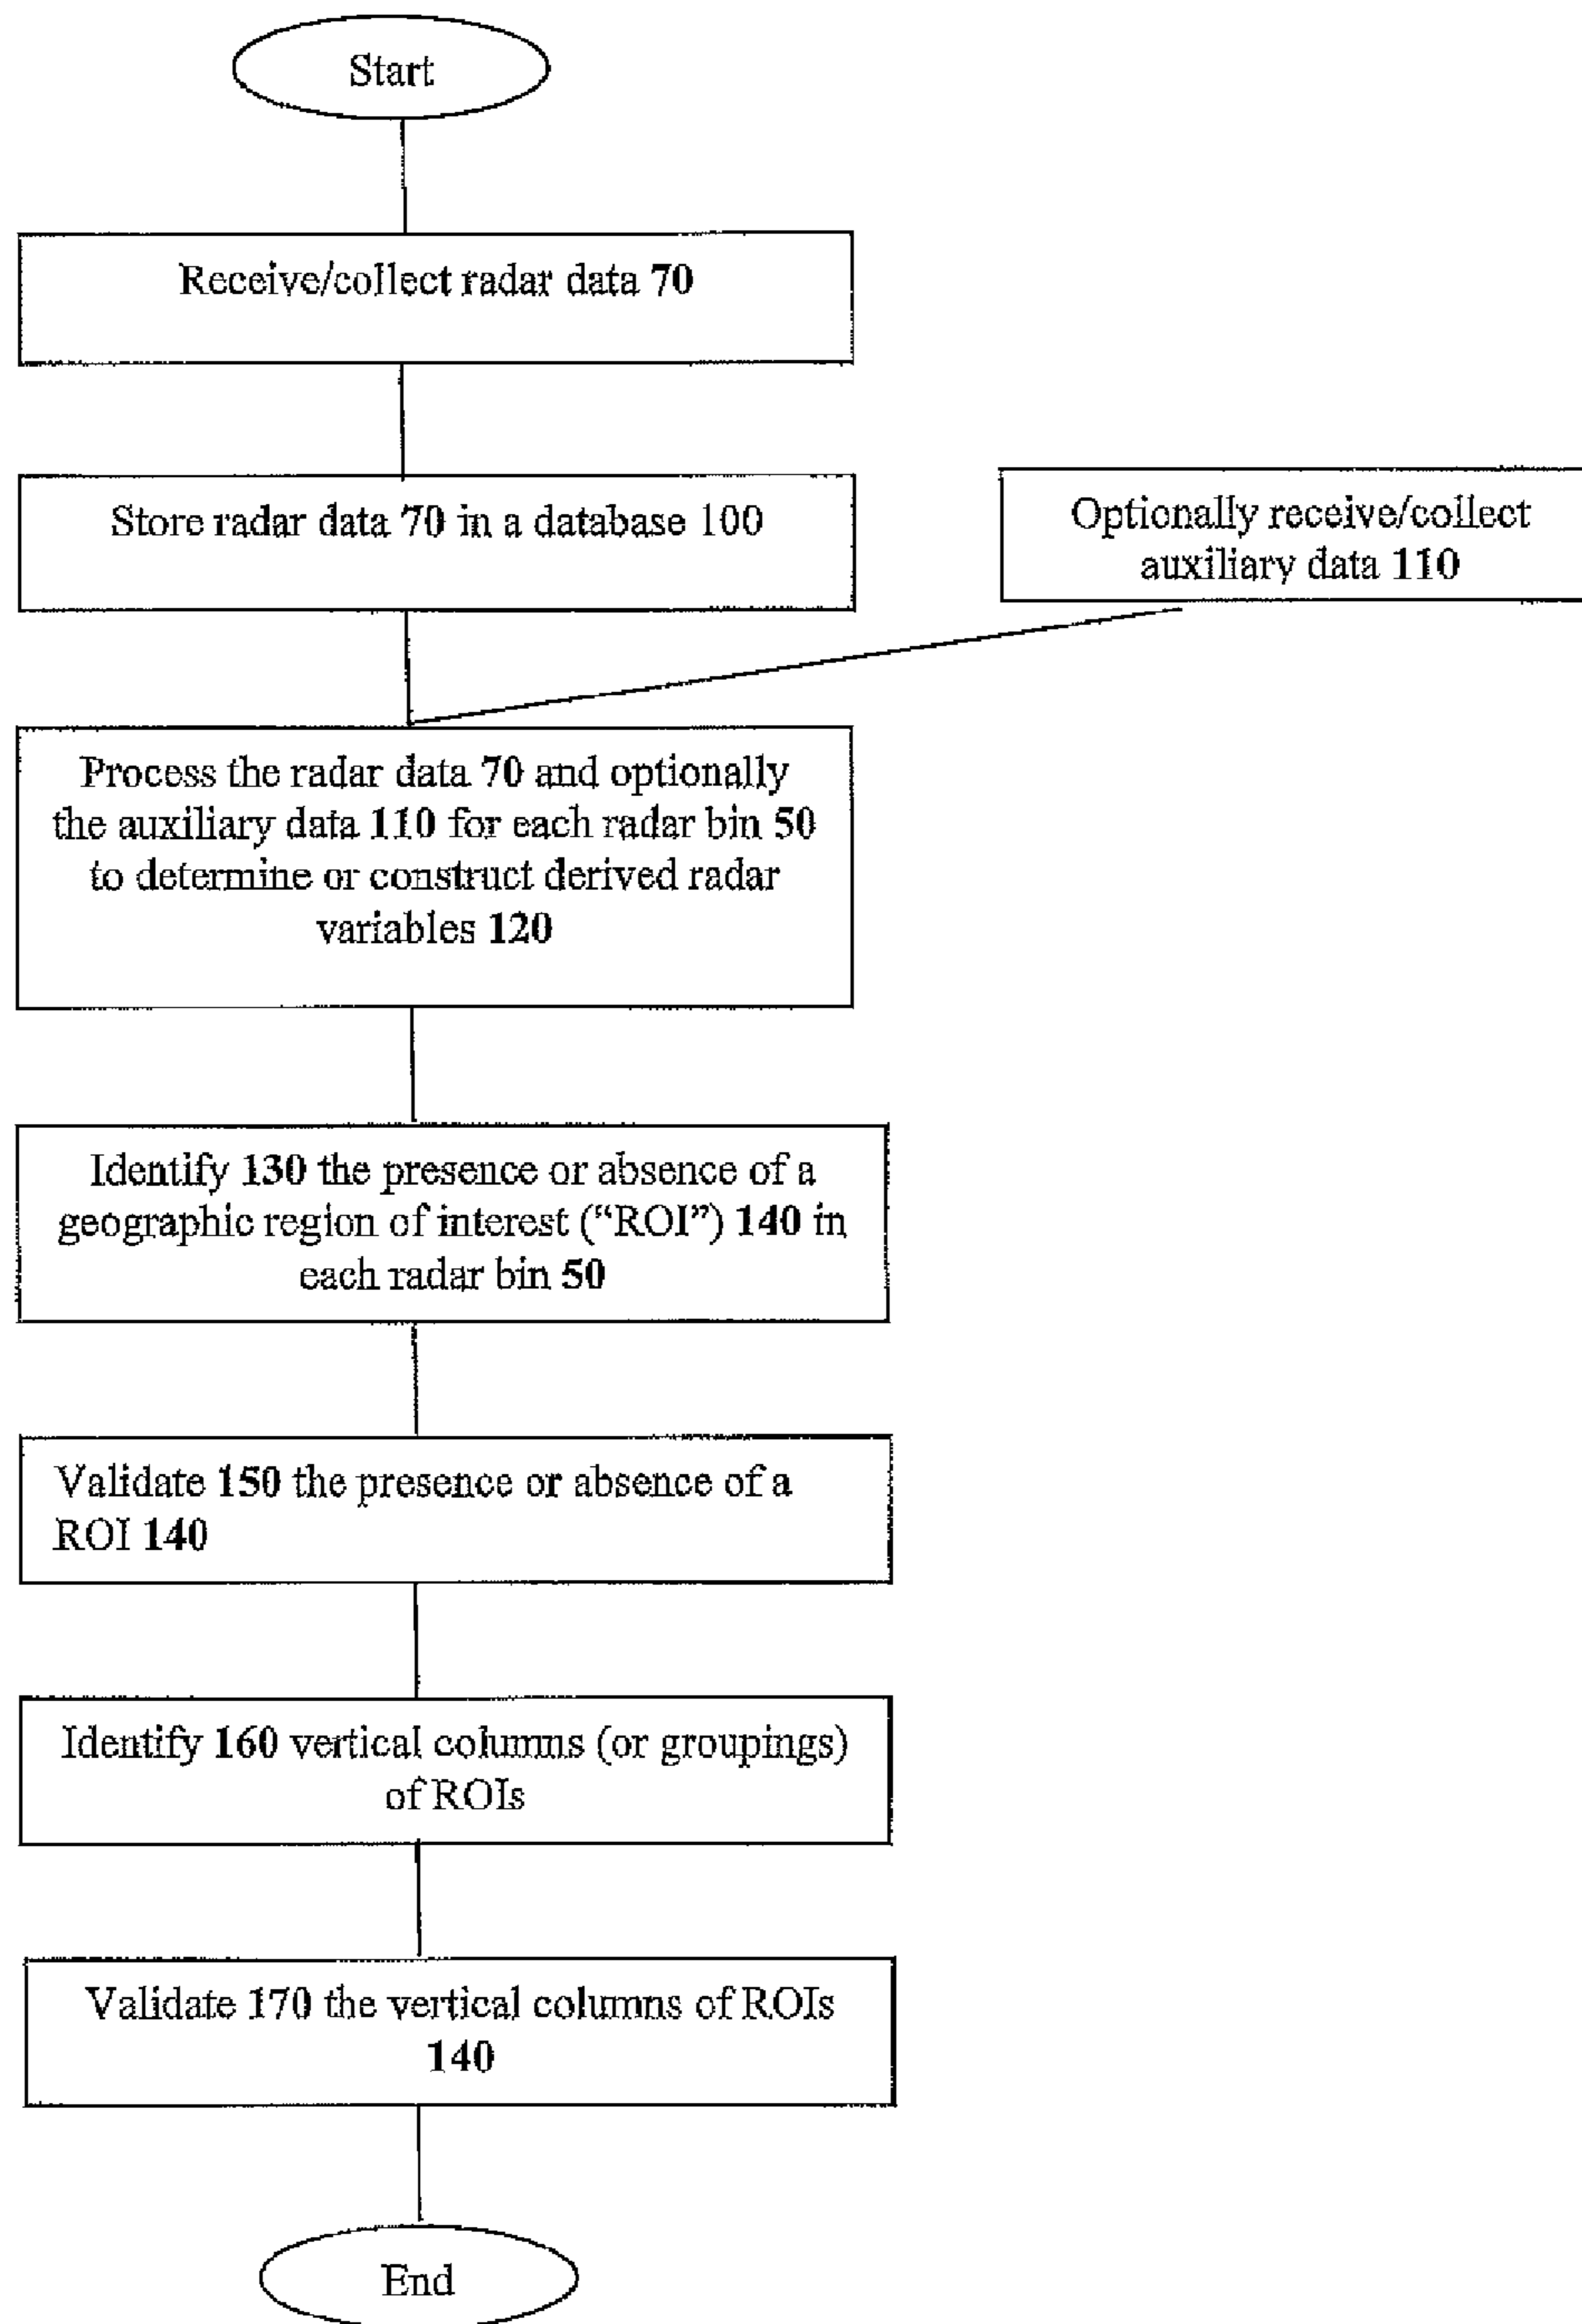 Start
Receive/collect radar data 70
Store radar data 70 in a database 100
Optionally receive/collect
auxiliary data 110
Process the radar data 70 and optionally
the auxiliary data 110 for each radar bin 50
to determine or construct derived radar
variables 120
Identify 130 the presence or absence of a
geographic region of interest (“ROI”) 140 in
each radar bin 50
Validate 150 the presence or absence of a
ROI 140
Identify 160 vertical columns (or groupings)
of ROIs
Validate 170 the vertical columns of ROIs
140
End